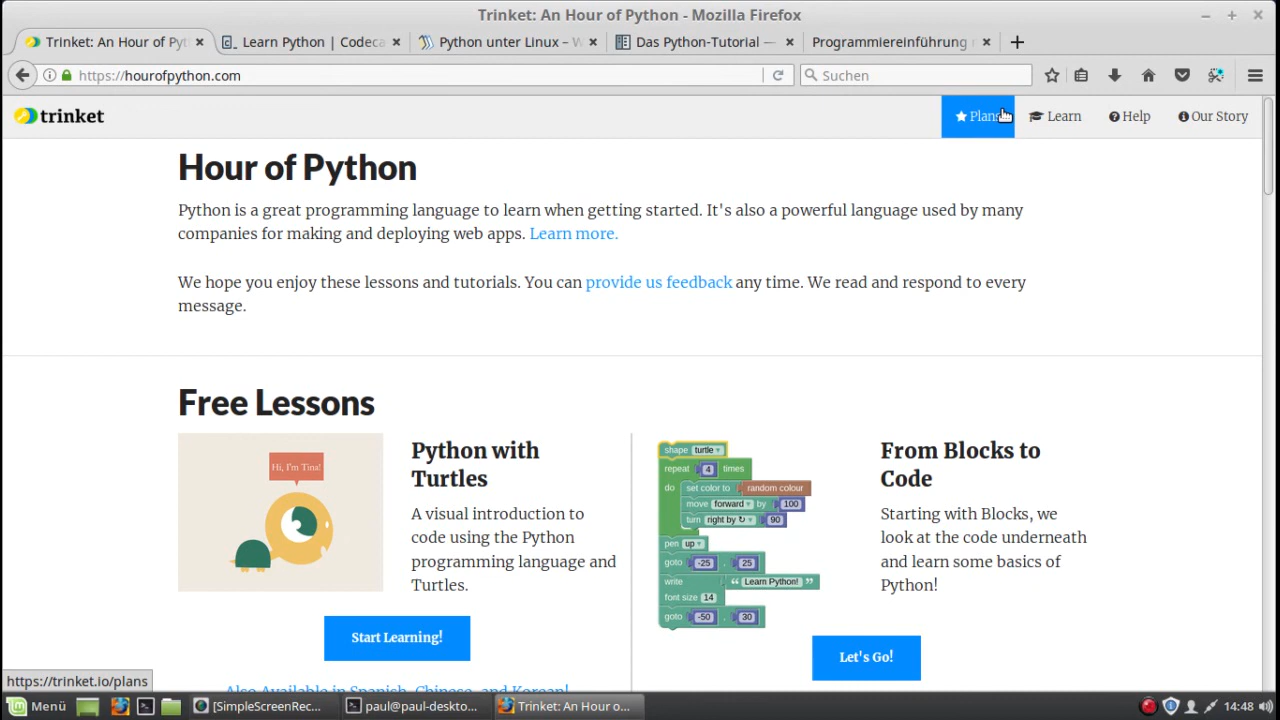 Trinket: An Hour of Python - Mozilla Firefox
Trinket: An Hour of Pyt
Learn Python | Codeca
Python unter Linux – W
Das Python-Tutorial —
Programmiereinführung
https://hourofpython.com
Suchen
trinket
Plans
Learn
Help
Our Story
Hour of Python
Python is a great programming language to learn when getting started. It's also a powerful language used by many
companies for making and deploying web apps. Learn more.
We hope you enjoy these lessons and tutorials. You can provide us feedback any time. We read and respond to every
message.
Free Lessons
Hi, I'm Tina!
Python with
Turtles
A visual introduction to
code using the Python
programming language and
Turtles.
Start Learning!
Also Available in Spanish, Chinese, and Korean!
shape turtle
repeat 4 times
do set color to random colour
move forward by 100
turn right by ↻ 90
pen up
goto -25 , 25
write “ Learn Python! ”
font size 14
goto -50 , 30
From Blocks to
Code
Starting with Blocks, we
look at the code underneath
and learn some basics of
Python!
Let's Go!
https://trinket.io/plans
Menü
[SimpleScreenRec...
paul@paul-deskto...
Trinket: An Hour o...
14:48